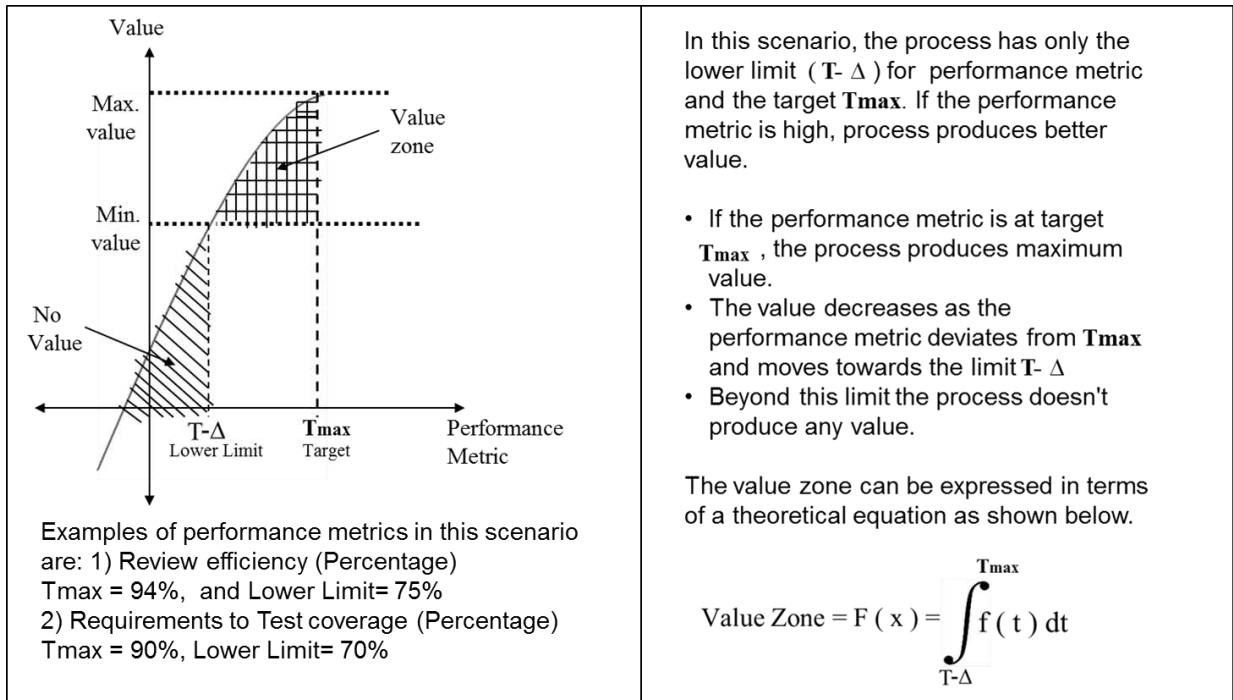 Value
Max.
value
Value
zone
Min.
value
No
Value
T-Δ
Lower Limit
Tmax
Target
Performance
Metric
Examples of performance metrics in this scenario
are: 1) Review efficiency (Percentage)
Tmax = 94%, and Lower Limit= 75%
2) Requirements to Test coverage (Percentage)
Tmax = 90%, Lower Limit= 70%
In this scenario, the process has only the
lower limit ( T- Δ ) for performance metric
and the target Tmax. If the performance
metric is high, process produces better
value.
• If the performance metric is at target
Tmax , the process produces maximum
value.
• The value decreases as the
performance metric deviates from Tmax
and moves towards the limit T- Δ
• Beyond this limit the process doesn't
produce any value.
The value zone can be expressed in terms
of a theoretical equation as shown below.
Tmax
Value Zone = F ( x ) = ∫ f ( t ) dt
T-Δ